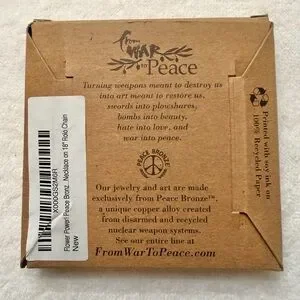 from
WAR
to Peace
Turning weapons meant to destroy us
into art meant to restore us,
swords into plowshares,
bombs into beauty,
hate into love, and
war into peace.
PEACE BRONZE
Our jewelry and art are made
exclusively from Peace Bronze™,
a unique copper alloy created
from disarmed and recycled
nuclear weapon systems.
See our entire line at
FromWarToPeace.com
Printed with soy ink on
100% Recycled Paper
Flower Power/ Peace Bronz...Necklace on 18" Rolo Chain
New